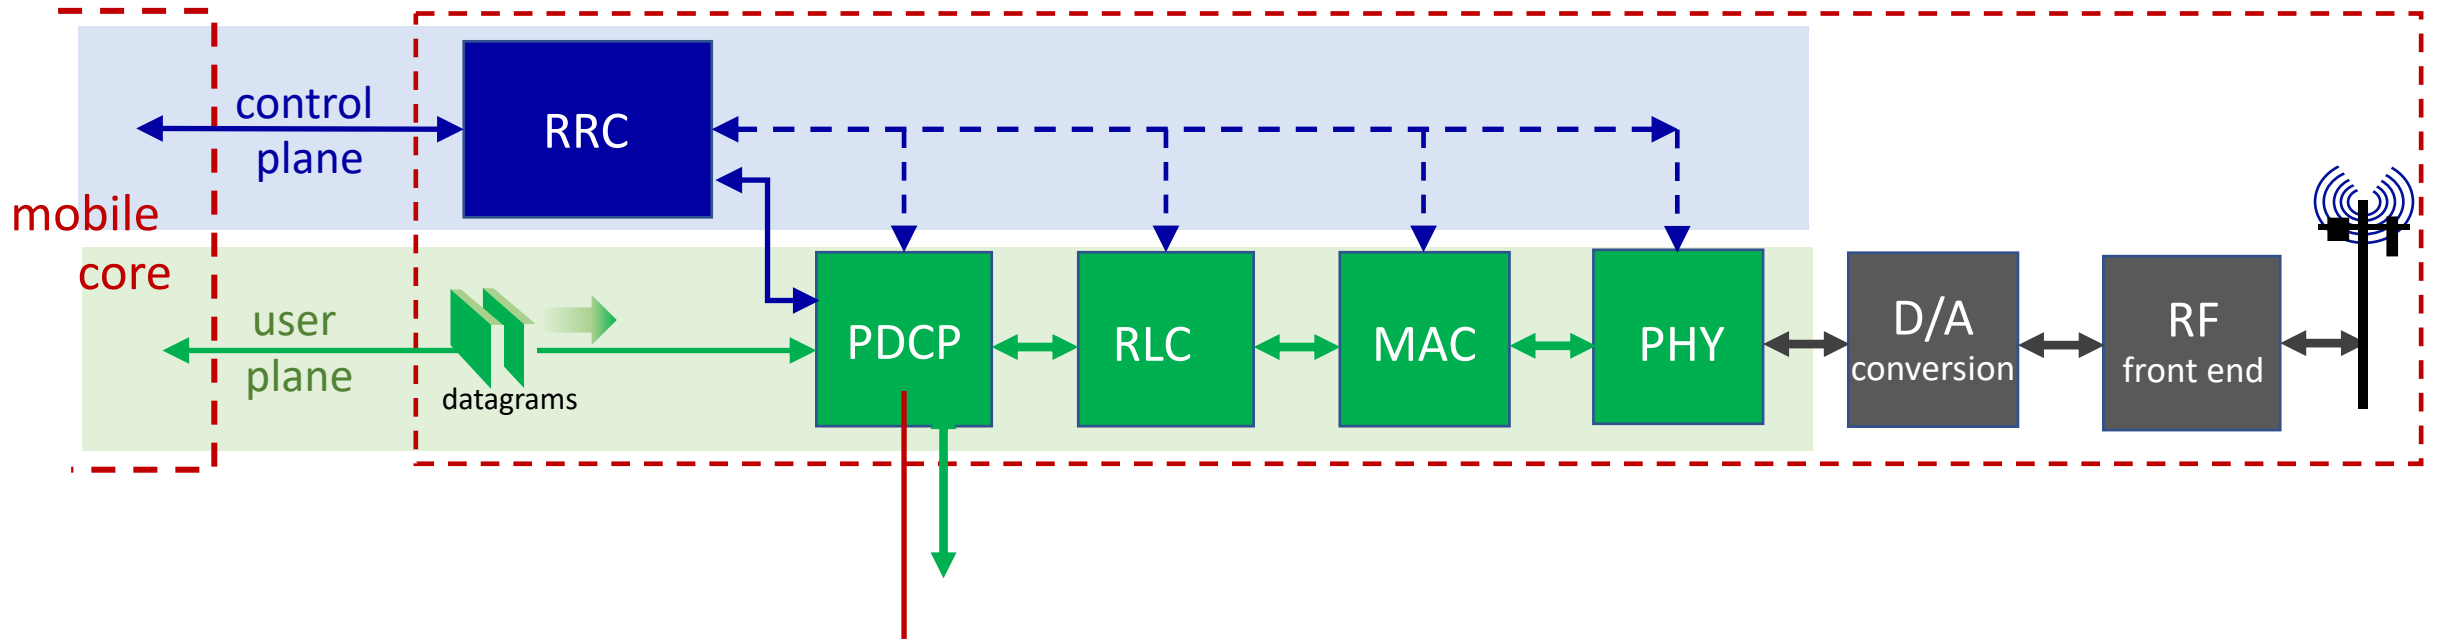 control
plane
RRC
mobile
core
user
plane
datagrams
PDCP
RLC
MAC
PHY
D/A
conversion
RF
front end